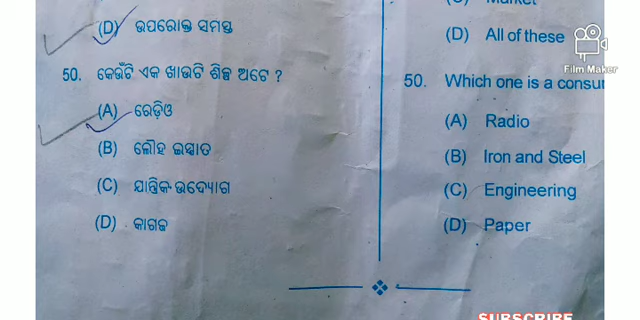 (D) ଉପରୋକ୍ତ ସମସ୍ତ
50. କେଉଁଟି ଏକ ଖାଉଟି ଶିଳ୍ପ ଅଟେ ?
(A) ରେଡ଼ିଓ
(B) ଲୌହ ଇସ୍ପାତ
(C) ଯାନ୍ତ୍ରିକ ଉଦ୍ୟୋଗ
(D) କାଗଜ
(C) Market
(D) All of these
50. Which one is a consu
(A) Radio
(B) Iron and Steel
(C) Engineering
(D) Paper
Film Maker
SUBSCRIBE